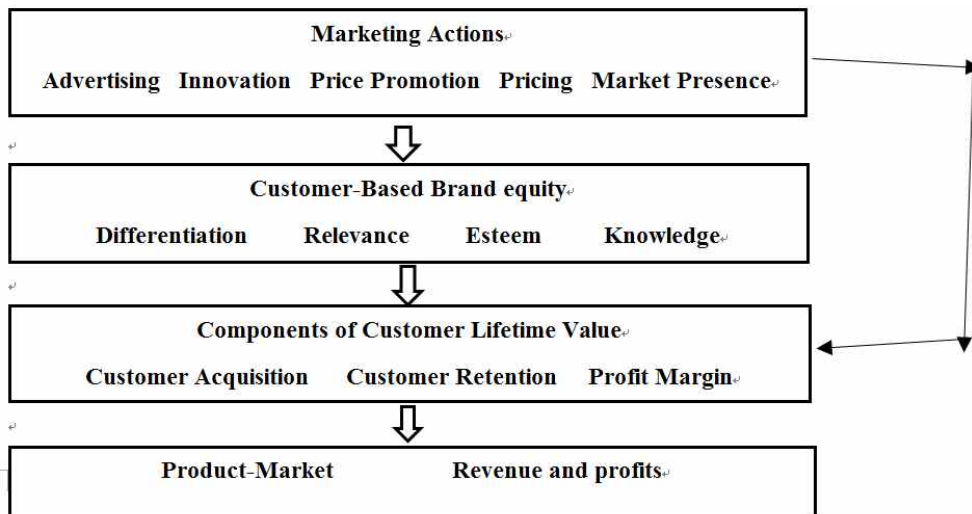 Marketing Actions
Advertising Innovation Price Promotion Pricing Market Presence
Customer-Based Brand equity
Differentiation Relevance Esteem Knowledge
Components of Customer Lifetime Value
Customer Acquisition Customer Retention Profit Margin
Product-Market Revenue and profits